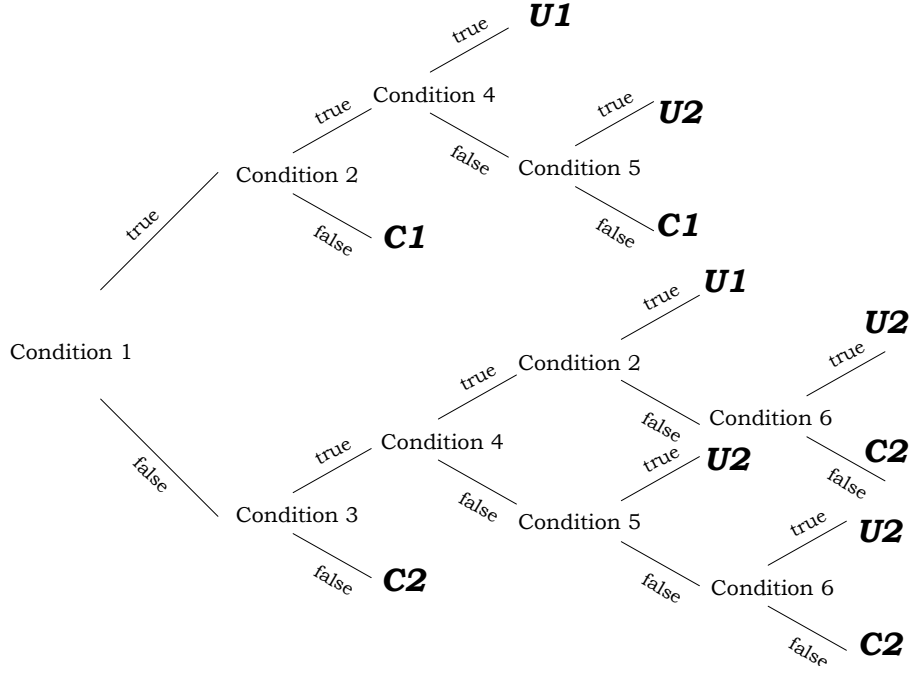 U1
true
Condition 4
true
true
U2
false
Condition 5
Condition 2
true
false
C1
false
C1
U1
true
U2
Condition 1
true
Condition 2
true
false
Condition 6
Condition 4
true
C2
true
U2
false
false
false
Condition 3
false
Condition 5
true
U2
false
C2
false
Condition 6
false
C2